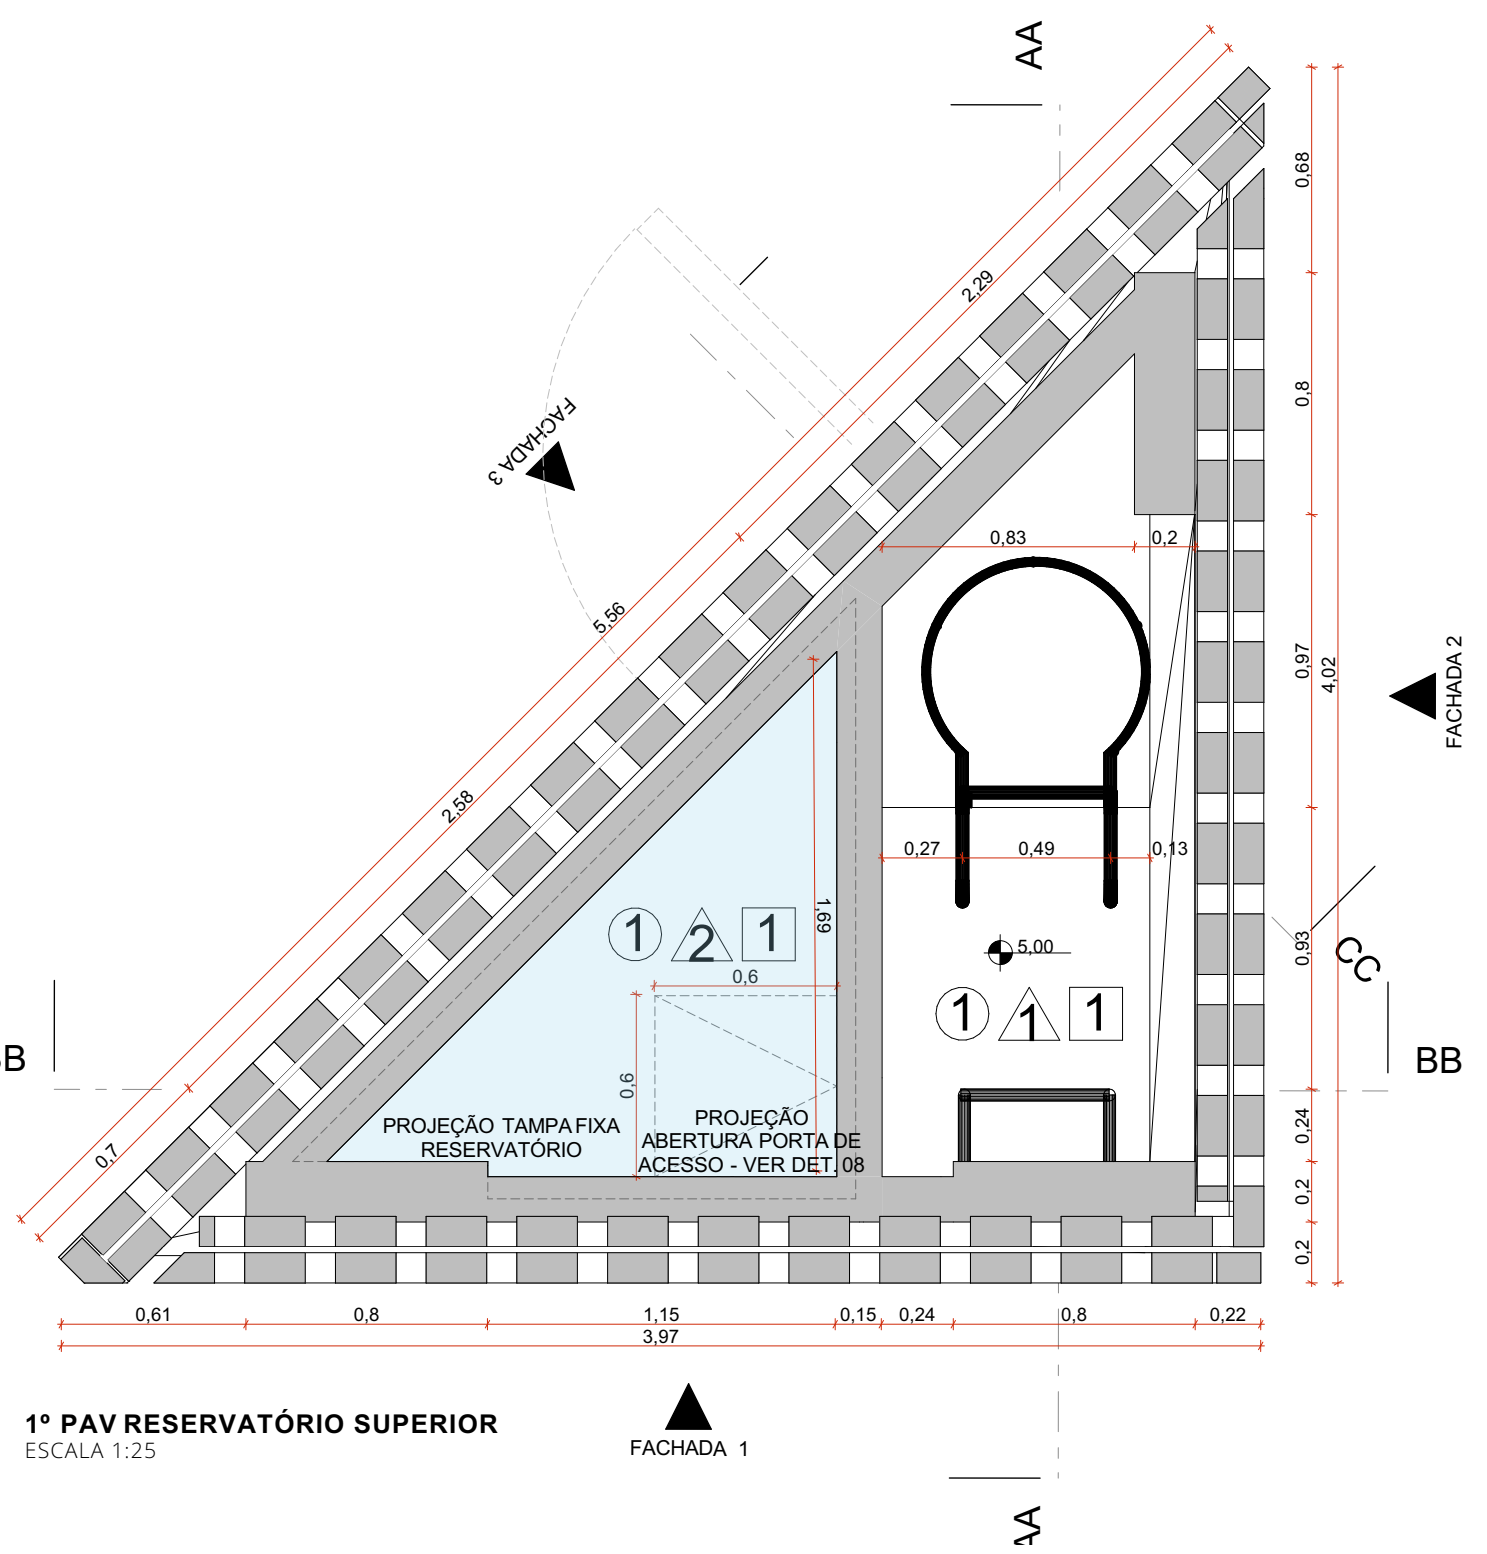 AA
0,68
2,29
0,8
FACHADA 3
0,83
0,2
5,56
0,97
4,02
FACHADA 2
2,58
0,27
0,49
0,13
1,69
1
2
1
5,00
0,93
CC
0,6
1
1
1
BB
BB
0,6
PROJEÇÃO TAMPA FIXA
RESERVATÓRIO
PROJEÇÃO
ABERTURA PORTA DE
ACESSO - VER DET. 08
0,24
0,7
0,2
0,2
0,61
0,8
1,15
0,15
0,24
0,8
0,22
3,97
1º PAV RESERVATÓRIO SUPERIOR
ESCALA 1:25
FACHADA 1
AA